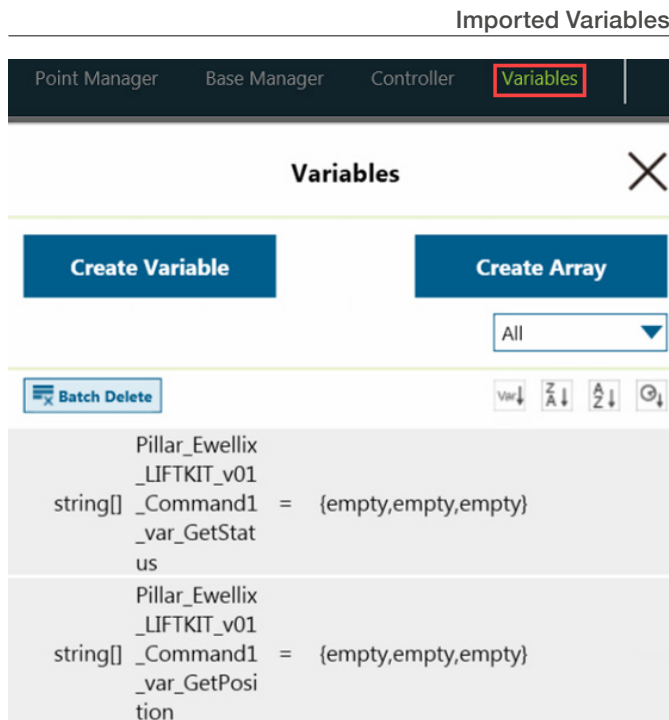 Imported Variables
Point Manager Base Manager Controller Variables
Variables
Create Variable Create Array
All
Batch Delete Var Z A A Z
Pillar_Ewellix
_LIFTKIT_v01
string[] _Command1 = {empty,empty,empty}
_var_GetStat
us
Pillar_Ewellix
_LIFTKIT_v01
string[] _Command1 = {empty,empty,empty}
_var_GetPosi
tion